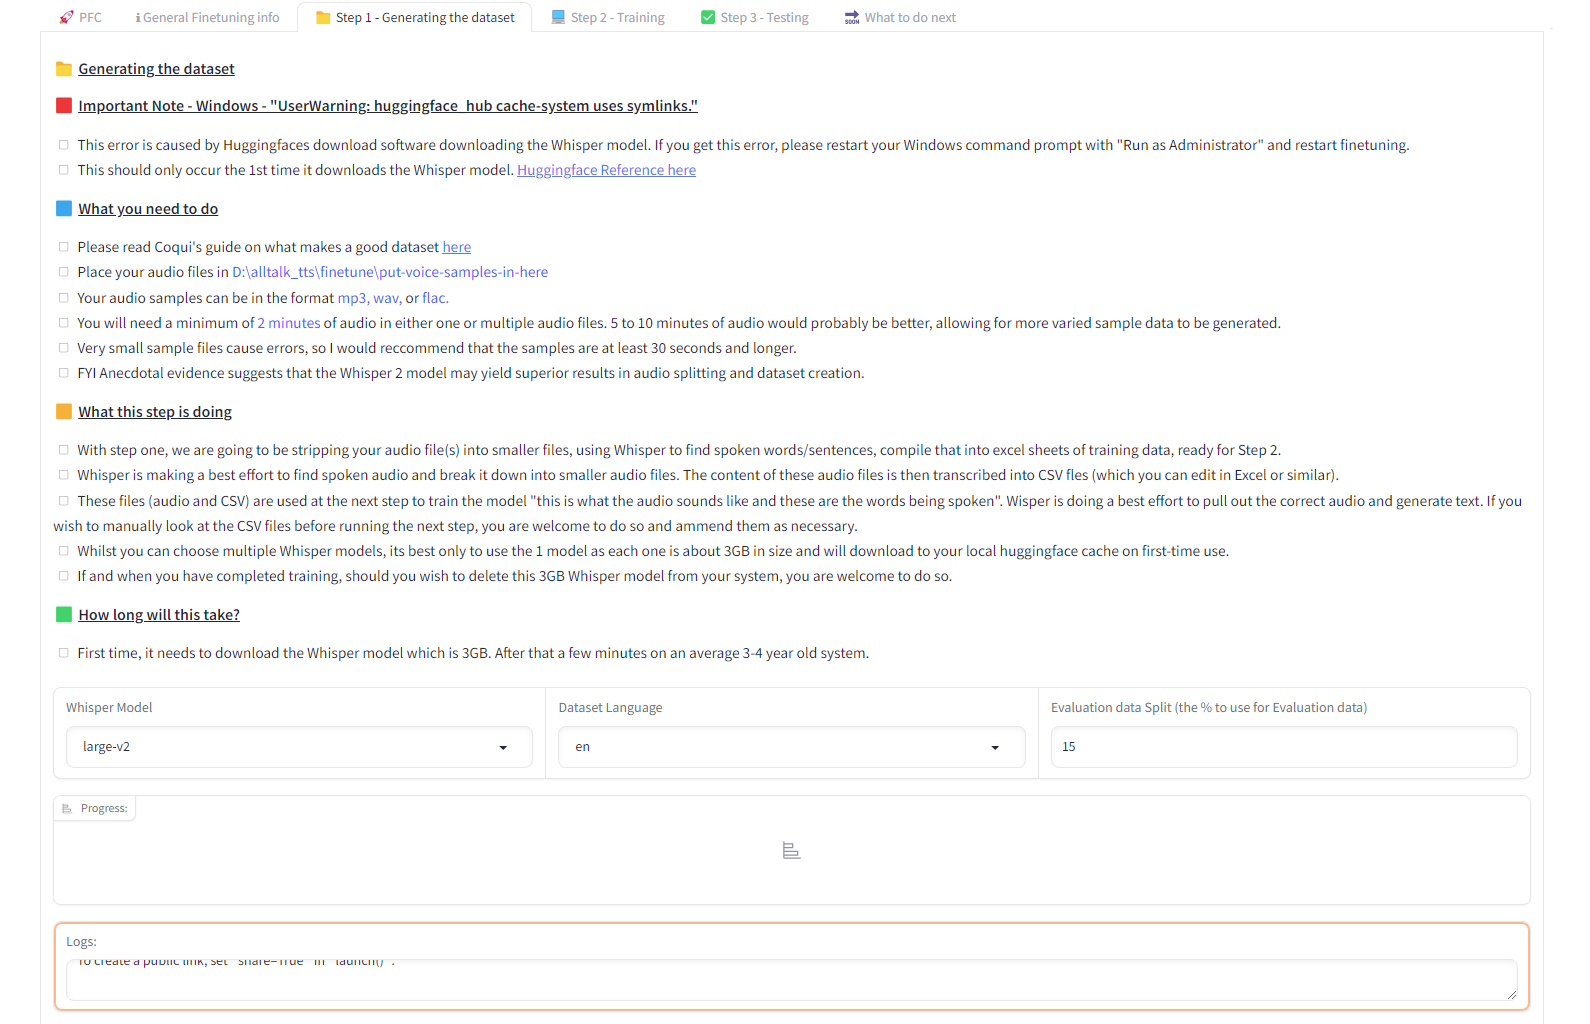 🚀 PFC
ℹ General Finetuning info
📁 Step 1 - Generating the dataset
💻 Step 2 - Training
✅ Step 3 - Testing
🔜 What to do next
Generating the dataset
Important Note - Windows - "UserWarning: huggingface_hub cache-system uses symlinks."
This error is caused by Huggingfaces download software downloading the Whisper model. If you get this error, please restart your Windows command prompt with "Run as Administrator" and restart finetuning.
This should only occur the 1st time it downloads the Whisper model. Huggingface Reference here
What you need to do
Please read Coqui's guide on what makes a good dataset here
Place your audio files in D:\alltalk_tts\finetune\put-voice-samples-in-here
Your audio samples can be in the format mp3, wav, or flac.
You will need a minimum of 2 minutes of audio in either one or multiple audio files. 5 to 10 minutes of audio would probably be better, allowing for more varied sample data to be generated.
Very small sample files cause errors, so I would reccommend that the samples are at least 30 seconds and longer.
FYI Anecdotal evidence suggests that the Whisper 2 model may yield superior results in audio splitting and dataset creation.
What this step is doing
With step one, we are going to be stripping your audio file(s) into smaller files, using Whisper to find spoken words/sentences, compile that into excel sheets of training data, ready for Step 2.
Whisper is making a best effort to find spoken audio and break it down into smaller audio files. The content of these audio files is then transcribed into CSV fles (which you can edit in Excel or similar).
These files (audio and CSV) are used at the next step to train the model "this is what the audio sounds like and these are the words being spoken". Wisper is doing a best effort to pull out the correct audio and generate text. If you
wish to manually look at the CSV files before running the next step, you are welcome to do so and ammend them as necessary.
Whilst you can choose multiple Whisper models, its best only to use the 1 model as each one is about 3GB in size and will download to your local huggingface cache on first-time use.
If and when you have completed training, should you wish to delete this 3GB Whisper model from your system, you are welcome to do so.
How long will this take?
First time, it needs to download the Whisper model which is 3GB. After that a few minutes on an average 3-4 year old system.
Whisper Model
Dataset Language
Evaluation data Split (the % to use for Evaluation data)
large-v2
en
15
Progress:
Logs:
To create a public link, set `share=True` in `launch()`.